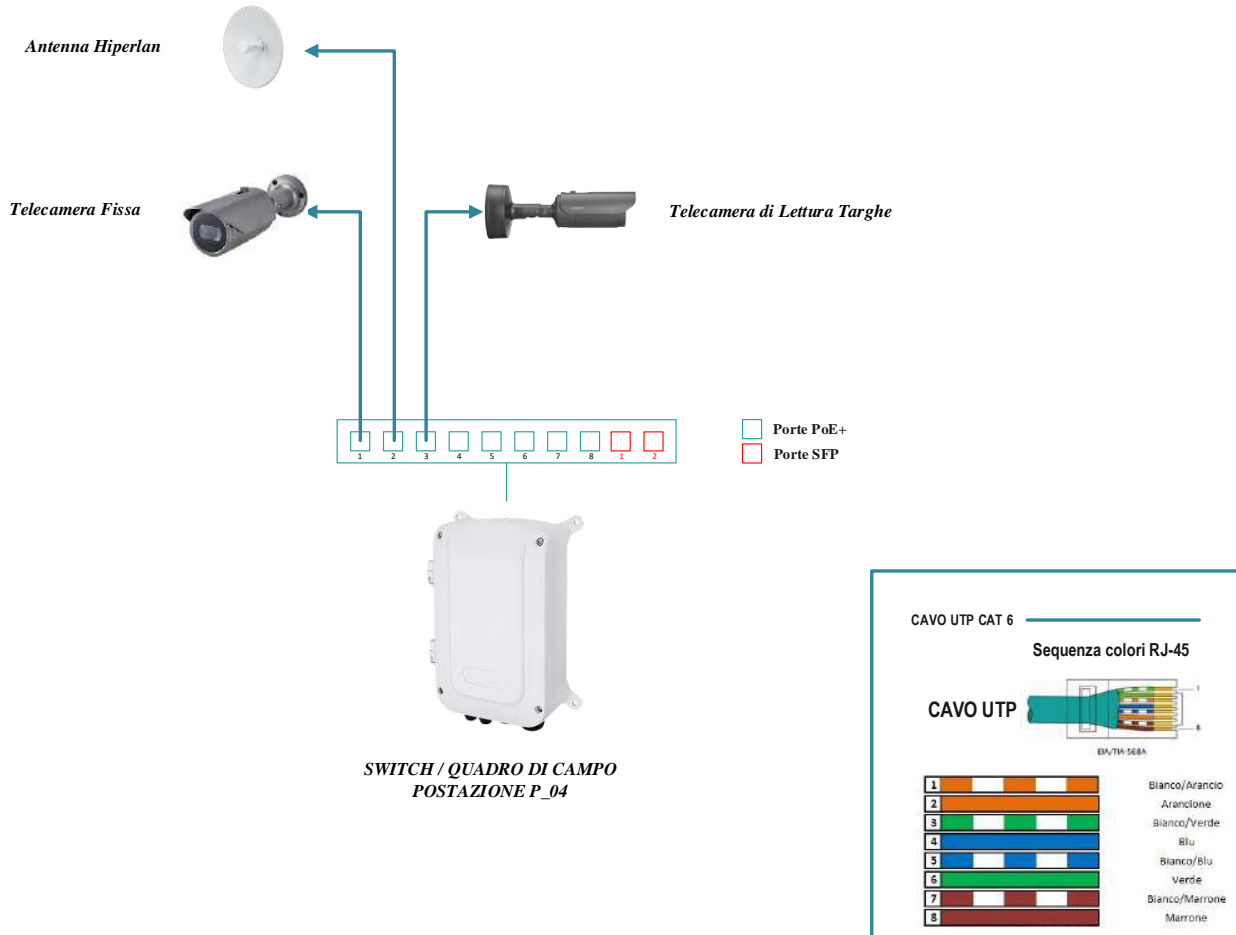 Antenna Hiperlan
Telecamera Fissa
Telecamera di Lettura Targhe
1 2 3 4 5 6 7 8 1 2
Porte PoE+
Porte SFP
SWITCH / QUADRO DI CAMPO
POSTAZIONE P_04
CAVO UTP CAT 6
Sequenza colori RJ-45
CAVO UTP
1
8
EIA/TIA-568A
1 Bianco/Arancio
2 Arancione
3 Bianco/Verde
4 Blu
5 Bianco/Blu
6 Verde
7 Bianco/Marrone
8 Marrone